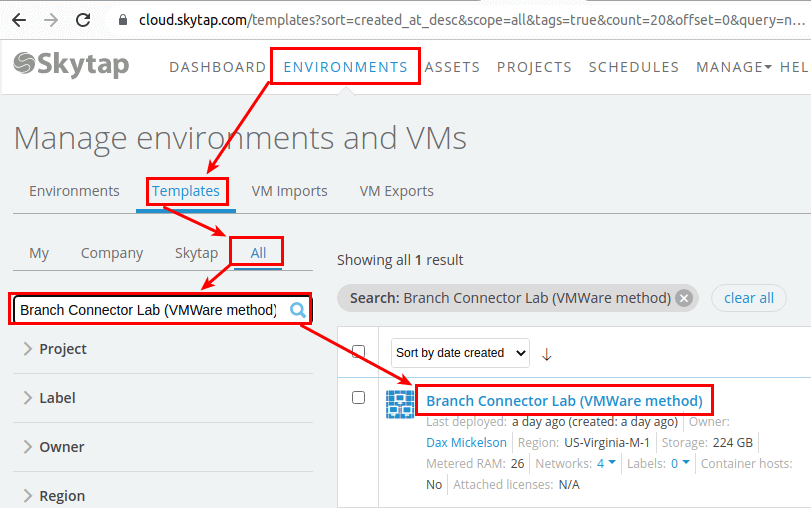 cloud.skytap.com/templates?sort=created_at_desc&scope=all&tags=true&count=20&offset=0&query=n...
Skytap
DASHBOARD ENVIRONMENTS ASSETS PROJECTS SCHEDULES MANAGE HEL
Manage environments and VMs
Environments Templates VM Imports VM Exports
My Company Skytap All
Branch Connector Lab (VMWare method)
Project
Label
Owner
Region
Showing all 1 result
Search: Branch Connector Lab (VMWare method) clear all
Sort by date created
Branch Connector Lab (VMWare method)
Last deployed: a day ago (created: a day ago) Owner:
Dax Mickelson Region: US-Virginia-M-1 Storage: 224 GB
Metered RAM: 26 Networks: 4 Labels: 0 Container hosts:
No Attached licenses: N/A